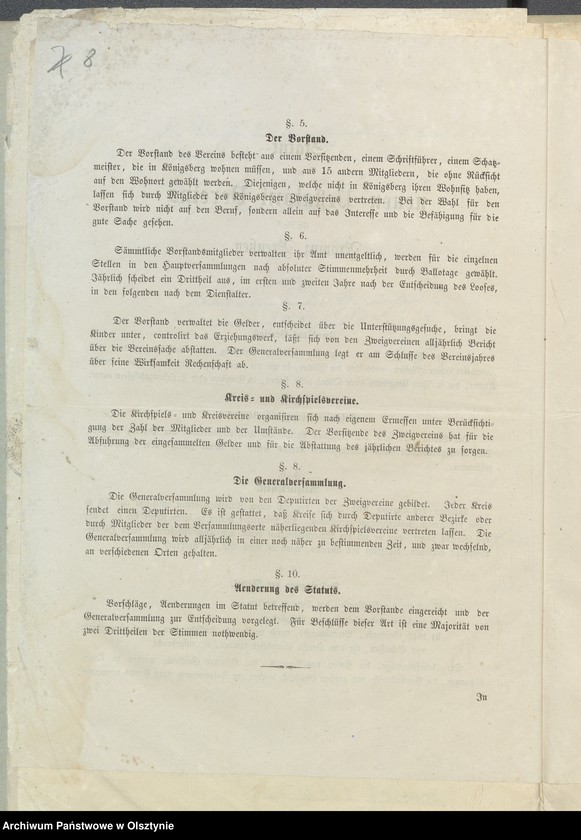 8
§. 5.
Der Vorstand.
Der Vorstand des Vereins besteht aus einem Vorsitzenden, einem Schriftführer, einem Schatz-
meister, die in Königsberg wohnen müssen, und aus 15 andern Mitgliedern, die ohne Rücksicht
auf den Wohnort gewählt werden. Diejenigen, welche nicht in Königsberg ihren Wohnsitz haben,
lassen sich durch Mitglieder des Königsberger Zweigvereins vertreten. Bei der Wahl für den
Vorstand wird nicht auf den Beruf, sondern allein auf das Interesse und die Befähigung für die
gute Sache gesehen.
§. 6.
Sämmtliche Vorstandsmitglieder verwalten ihr Amt unentgeltlich, werden für die einzelnen
Stellen in den Hauptversammlungen nach absoluter Stimmenmehrheit durch Ballotage gewählt.
Jährlich scheidet ein Drittheil aus, im ersten und zweiten Jahre nach der Entscheidung des Looses,
in den folgenden nach dem Dienstalter.
§. 7.
Der Vorstand verwaltet die Gelder, entscheidet über die Unterstützungsgesuche, bringt die
Kinder unter, controlirt das Erziehungswerk, läßt sich von den Zweigvereinen alljährlich Bericht
über die Vereinssache abstatten. Der Generalversammlung legt er am Schlusse des Vereinsjahres
über seine Wirksamkeit Rechenschaft ab.
§. 8.
Kreis- und Kirchspielsvereine.
Die Kirchspiels- und Kreisvereine organisiren sich nach eigenem Ermessen unter Berücksichti-
gung der Zahl der Mitglieder und der Umstände. Der Vorsitzende des Zweigvereins hat für die
Abführung der eingesammelten Gelder und für die Abstattung des jährlichen Berichtes zu sorgen.
§. 8.
Die Generalversammlung.
Die Generalversammlung wird von den Deputirten der Zweigvereine gebildet. Jeder Kreis
sendet einen Deputirten. Es ist gestattet, daß Kreise sich durch Deputirte anderer Bezirke oder
durch Mitglieder der dem Versammlungsorte näherliegenden Kirchspielsvereine vertreten lassen. Die
Generalversammlung wird alljährlich in einer noch näher zu bestimmenden Zeit, und zwar wechselnd,
an verschiedenen Orten gehalten.
§. 10.
Aenderung des Statuts.
Vorschläge, Aenderungen im Statut betreffend, werden dem Vorstande eingereicht und der
Generalversammlung zur Entscheidung vorgelegt. Für Beschlüsse dieser Art ist eine Majorität von
zwei Drittheilen der Stimmen nothwendig.
In
Archiwum Państwowe w Olsztynie